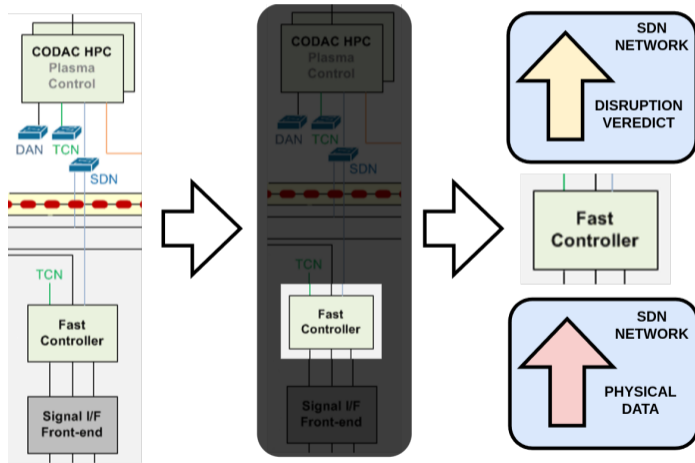 CODAC HPC
Plasma
Control
DAN
TCN
SDN
TCN
Fast
Controller
Signal I/F
Front-end
CODAC HPC
Plasma
Control
DAN
TCN
SDN
TCN
Fast
Controller
Signal I/F
Front-end
SDN
NETWORK
DISRUPTION
VEREDICT
Fast
Controller
SDN
NETWORK
PHYSICAL
DATA